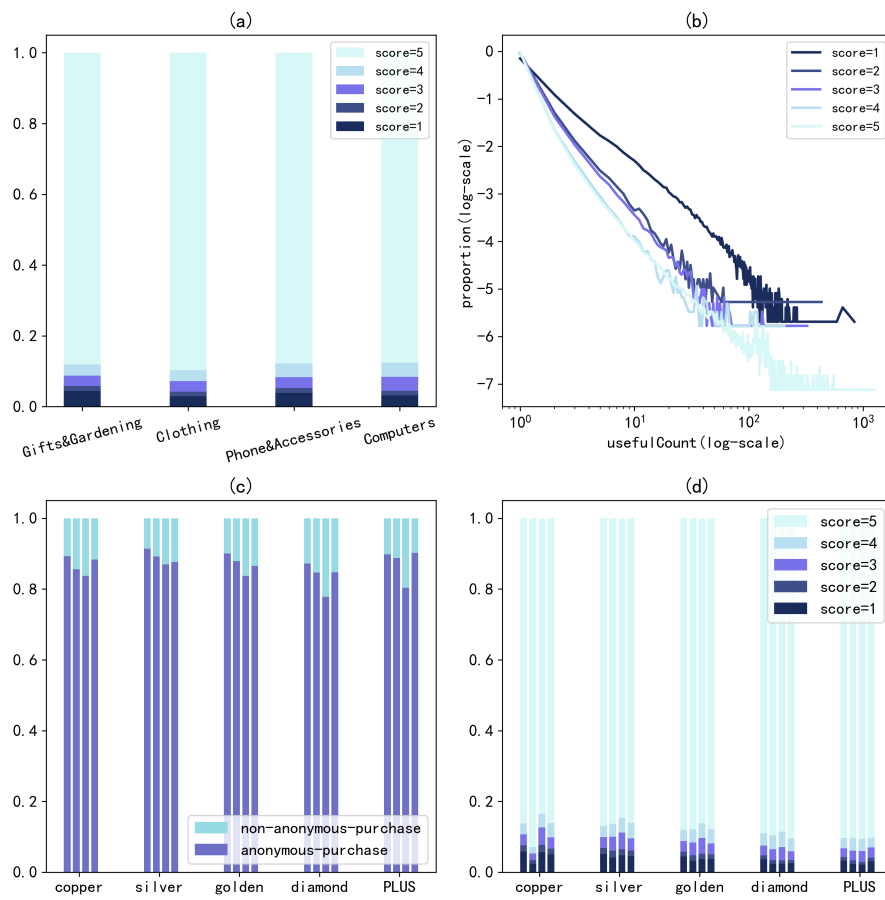 (a)
1.0
0.8
0.6
0.4
0.2
0.0
score=5
score=4
score=3
score=2
score=1
Gifts&Gardening
Clothing
Phone&Accessories
Computers
(b)
proportion(log-scale)
0
-1
-2
-3
-4
-5
-6
-7
score=1
score=2
score=3
score=4
score=5
10⁰
10¹
10²
10³
usefulCount(log-scale)
(c)
1.0
0.8
0.6
0.4
0.2
0.0
non-anonymous-purchase
anonymous-purchase
copper
silver
golden
diamond
PLUS
(d)
1.0
0.8
0.6
0.4
0.2
0.0
score=5
score=4
score=3
score=2
score=1
copper
silver
golden
diamond
PLUS